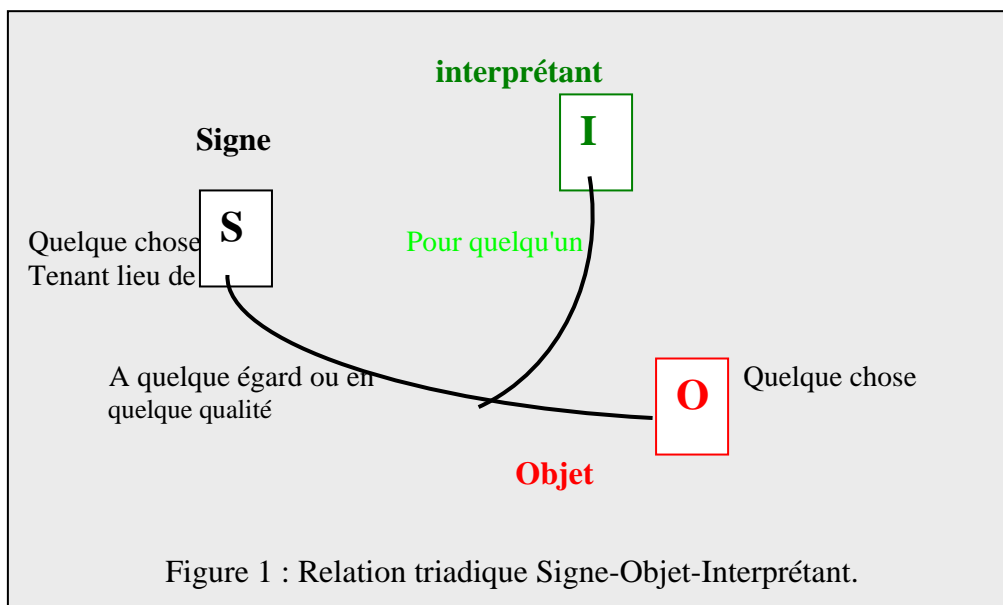 interprétant
I
Signe
S
Quelque chose
Tenant lieu de
Pour quelqu'un
A quelque égard ou en
quelque qualité
O
Quelque chose
Objet
Figure 1 : Relation triadique Signe-Objet-Interprétant.